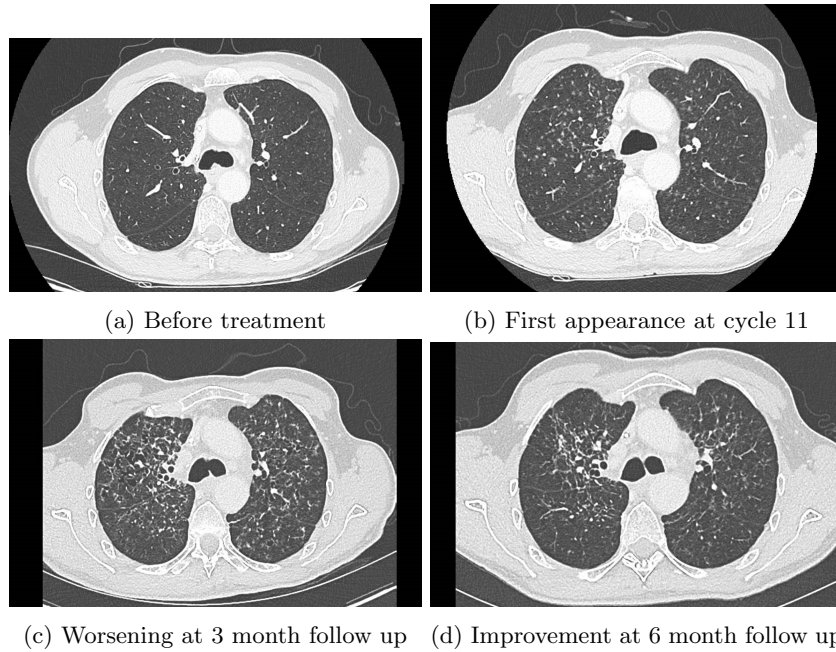 (a) Before treatment
(b) First appearance at cycle 11
(c) Worsening at 3 month follow up
(d) Improvement at 6 month follow up